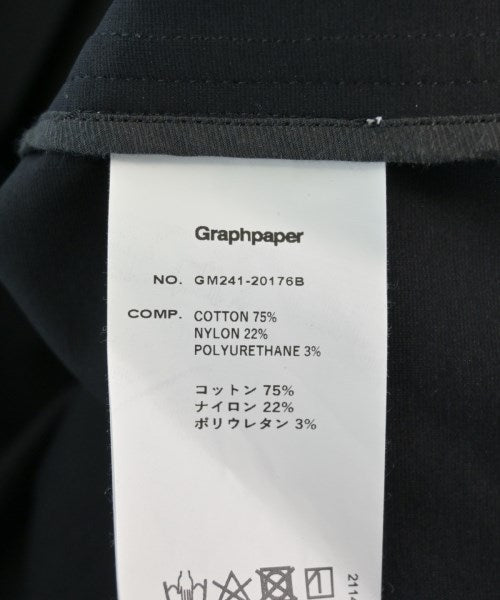 Graphpaper
NO. GM241-20176B
COMP. COTTON 75%
NYLON 22%
POLYURETHANE 3%
コットン 75%
ナイロン 22%
ポリウレタン 3%
2114